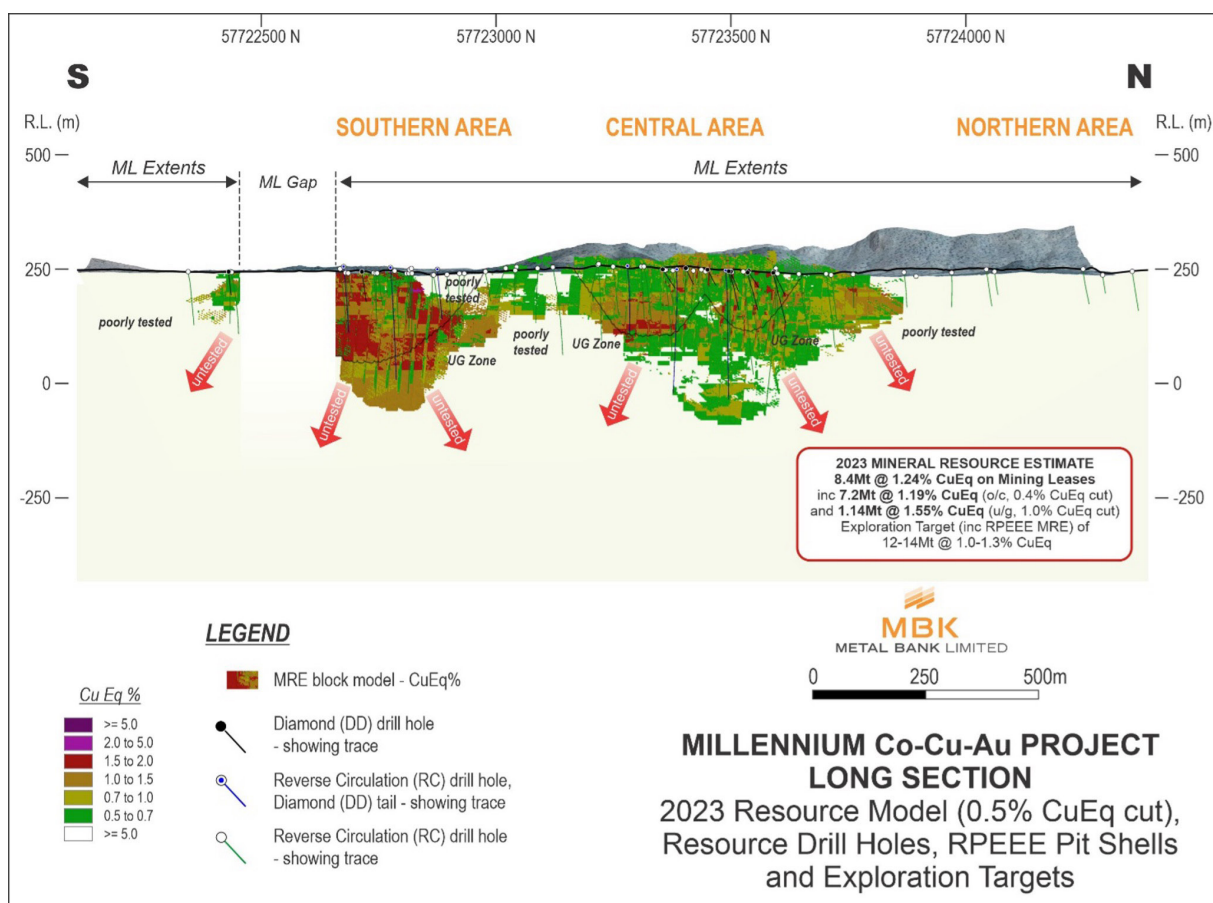 57722500 N
57723000 N
57723500 N
57724000 N
S
N
R.L. (m)
SOUTHERN AREA
CENTRAL AREA
NORTHERN AREA
R.L. (m)
500
500
ML Extents
ML Gap
ML Extents
250
250
poorly tested
poorly
tested
UG Zone
poorly
tested
UG Zone
UG Zone
poorly tested
untested
untested
untested
untested
untested
untested
0
0
-250
-250
2023 MINERAL RESOURCE ESTIMATE
8.4Mt @ 1.24% CuEq on Mining Leases
inc 7.2Mt @ 1.19% CuEq (o/c, 0.4% CuEq cut)
and 1.14Mt @ 1.55% CuEq (u/g, 1.0% CuEq cut)
Exploration Target (inc RPEEE MRE) of
12-14Mt @ 1.0-1.3% CuEq
MBK
METAL BANK LIMITED
0
250
500m
LEGEND
MRE block model - CuEq%
Diamond (DD) drill hole
- showing trace
Reverse Circulation (RC) drill hole,
Diamond (DD) tail - showing trace
Reverse Circulation (RC) drill hole
- showing trace
Cu Eq %
>= 5.0
2.0 to 5.0
1.5 to 2.0
1.0 to 1.5
0.7 to 1.0
0.5 to 0.7
>= 5.0
MILLENNIUM Co-Cu-Au PROJECT
LONG SECTION
2023 Resource Model (0.5% CuEq cut),
Resource Drill Holes, RPEEE Pit Shells
and Exploration Targets